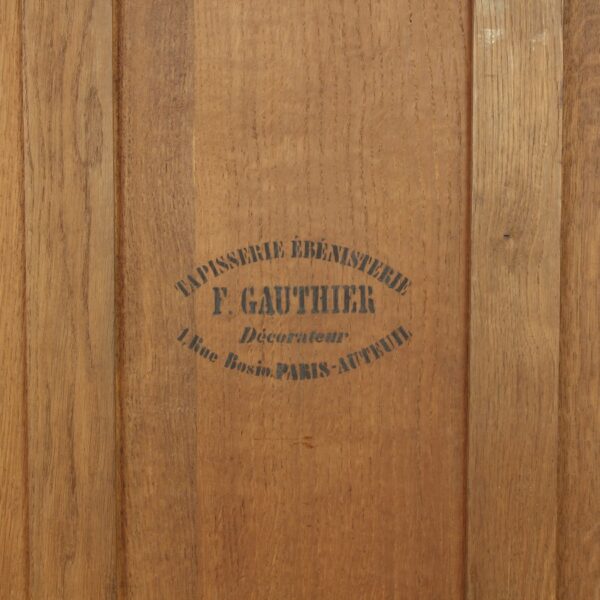 TAPISSERIE ÉBÉNISTERIE
F. GAUTHIER
Décorateur
1, Rue Bosio, PARIS-AUTEUIL